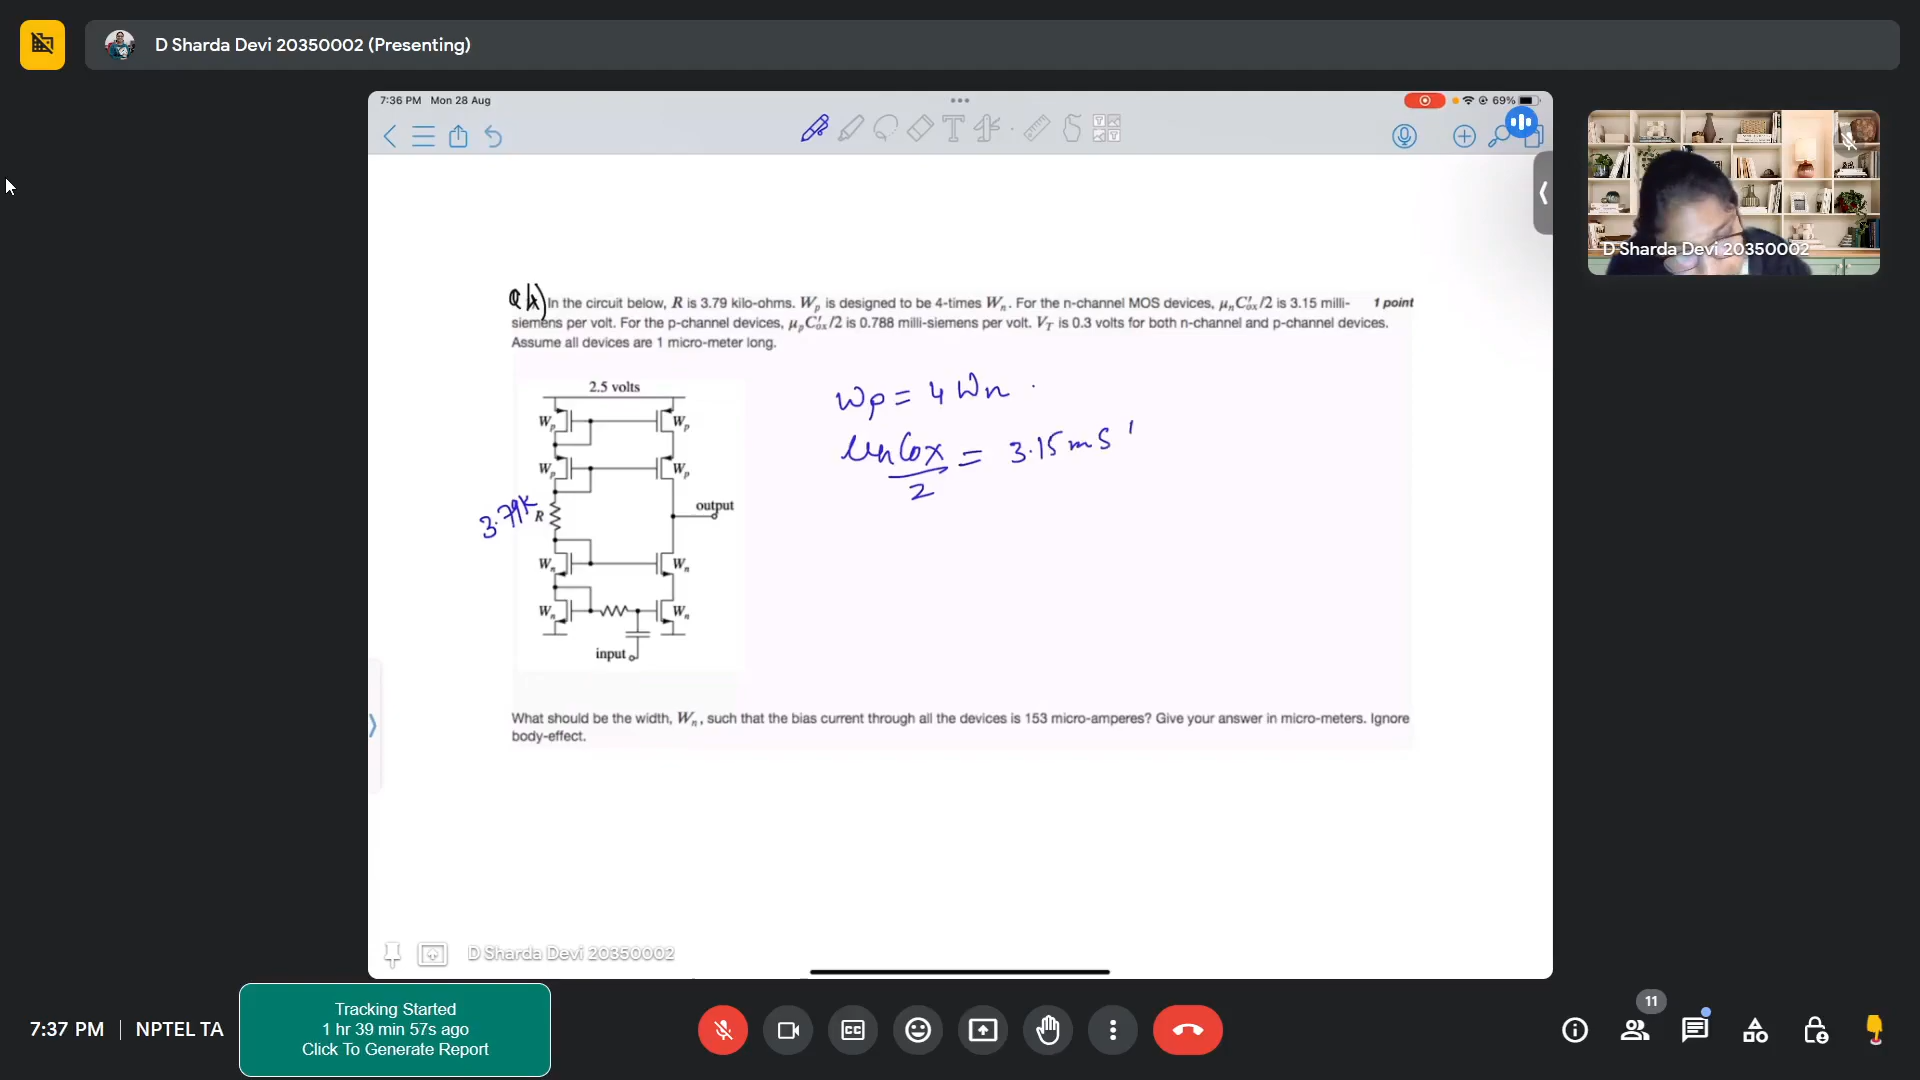 D Sharda Devi 20350002 (Presenting)
7:36 PM Mon 28 Aug
69%
Q4) In the circuit below, R is 3.79 kilo-ohms. Wp is designed to be 4-times Wn. For the n-channel MOS devices, μnC′ox/2 is 3.15 milli- 1 point
siemens per volt. For the p-channel devices, μpC′ox/2 is 0.788 milli-siemens per volt. VT is 0.3 volts for both n-channel and p-channel devices.
Assume all devices are 1 micro-meter long.
2.5 volts
Wp Wp
Wp Wp
3.79K R
output
Wn Wn
Wn Wn
input
Wp = 4 Wn .
μnCox/2 = 3.15 mS
What should be the width, Wn, such that the bias current through all the devices is 153 micro-amperes? Give your answer in micro-meters. Ignore
body-effect.
D Sharda Devi 20350002
D Sharda Devi 20350002
7:37 PM | NPTEL TA
Tracking Started
1 hr 39 min 57s ago
Click To Generate Report
CC
11